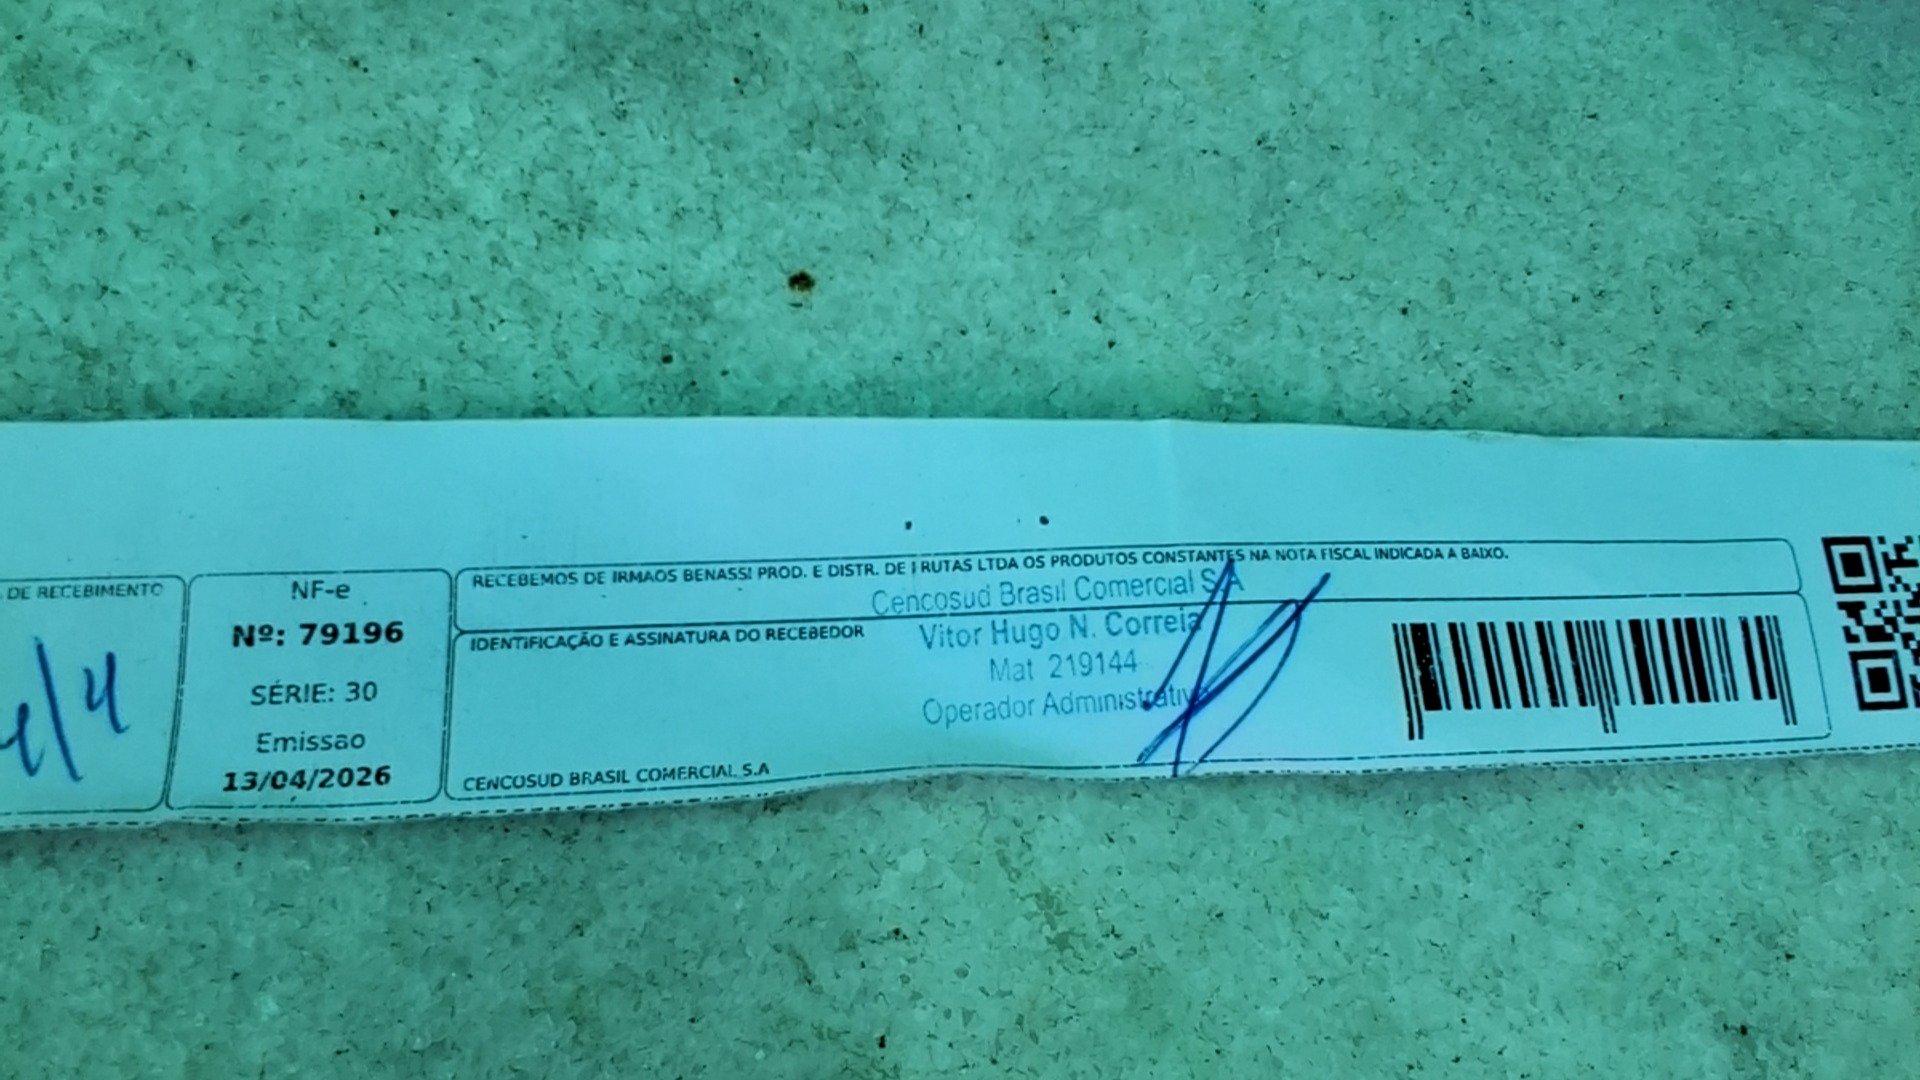 DE RECEBIMENTO
4/4
NF-e
Nº: 79196
SÉRIE: 30
Emissao
13/04/2026
RECEBEMOS DE IRMAOS BENASSI PROD. E DISTR. DE FRUTAS LTDA OS PRODUTOS CONSTANTES NA NOTA FISCAL INDICADA A BAIXO.
IDENTIFICAÇÃO E ASSINATURA DO RECEBEDOR
Cencosud Brasil Comercial S/A
Vitor Hugo N. Correia
Mat 219144
Operador Administrativo
CENCOSUD BRASIL COMERCIAL S.A